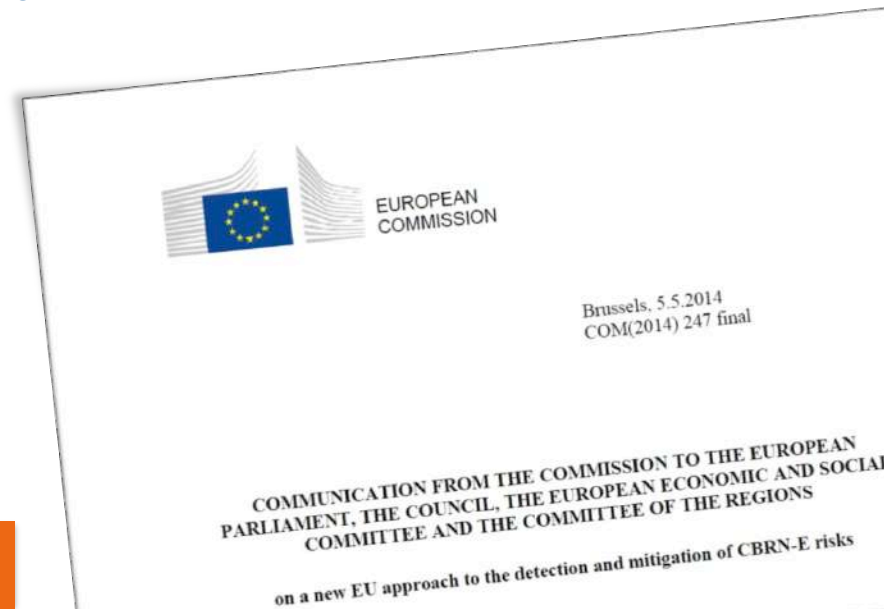 EUROPEAN
COMMISSION
Brussels, 5.5.2014
COM(2014) 247 final
COMMUNICATION FROM THE COMMISSION TO THE EUROPEAN
PARLIAMENT, THE COUNCIL, THE EUROPEAN ECONOMIC AND SOCIAL
COMMITTEE AND THE COMMITTEE OF THE REGIONS
on a new EU approach to the detection and mitigation of CBRN-E risks